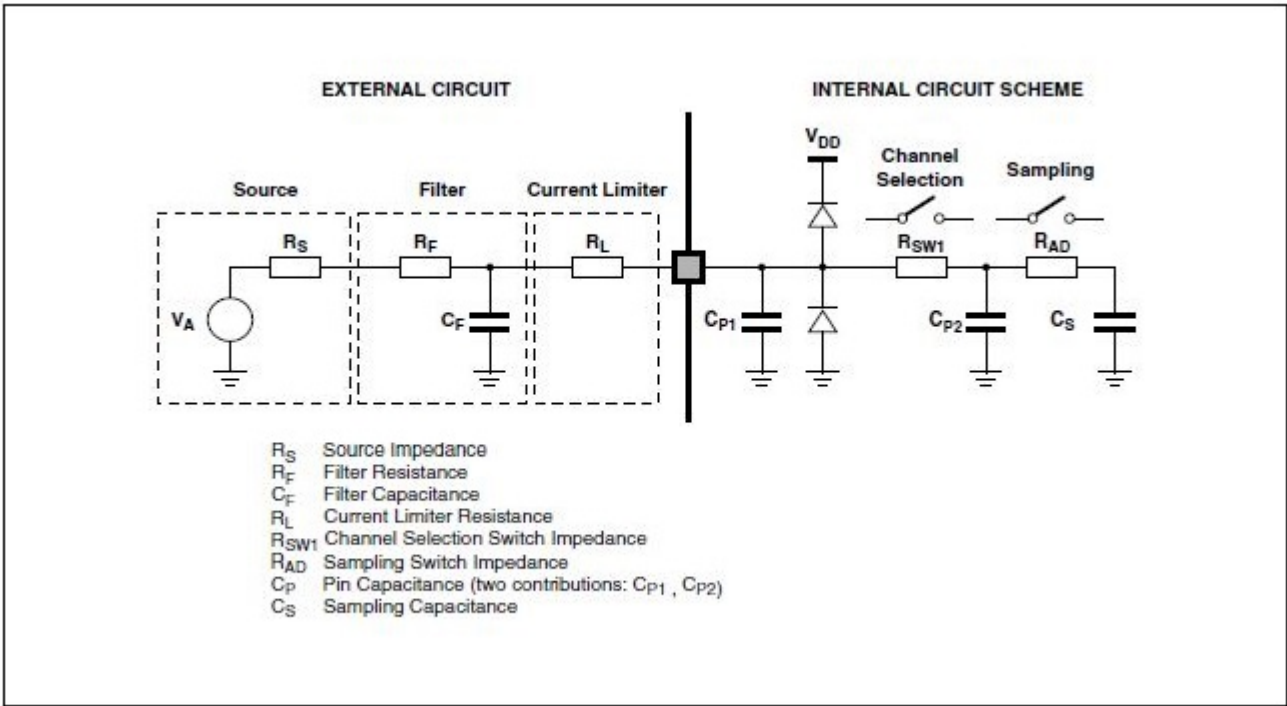 EXTERNAL CIRCUIT
INTERNAL CIRCUIT SCHEME
VDD
Channel
Selection
Sampling
Source
Filter
Current Limiter
RS
RF
RL
RSW1
RAD
VA
CF
CP1
CP2
CS
RS Source Impedance
RF Filter Resistance
CF Filter Capacitance
RL Current Limiter Resistance
RSW1 Channel Selection Switch Impedance
RAD Sampling Switch Impedance
CP Pin Capacitance (two contributions: CP1 , CP2)
CS Sampling Capacitance